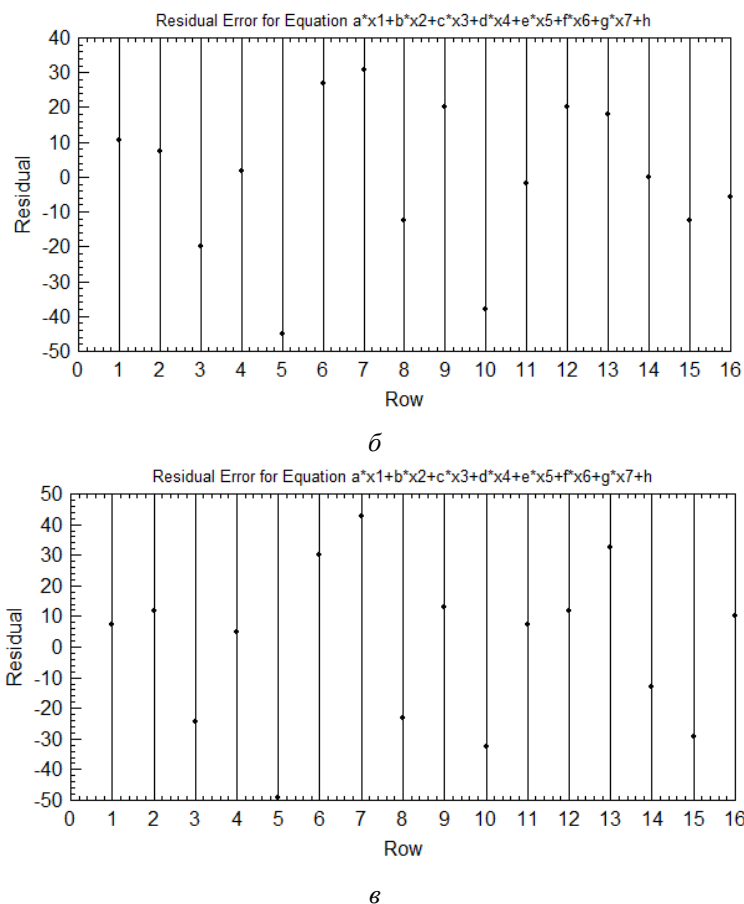 Residual Error for Equation a*x1+b*x2+c*x3+d*x4+e*x5+f*x6+g*x7+h
40
30
20
10
0
-10
-20
-30
-40
-50
Residual
0 1 2 3 4 5 6 7 8 9 10 11 12 13 14 15 16
Row
б
Residual Error for Equation a*x1+b*x2+c*x3+d*x4+e*x5+f*x6+g*x7+h
50
40
30
20
10
0
-10
-20
-30
-40
-50
Residual
0 1 2 3 4 5 6 7 8 9 10 11 12 13 14 15 16
Row
в